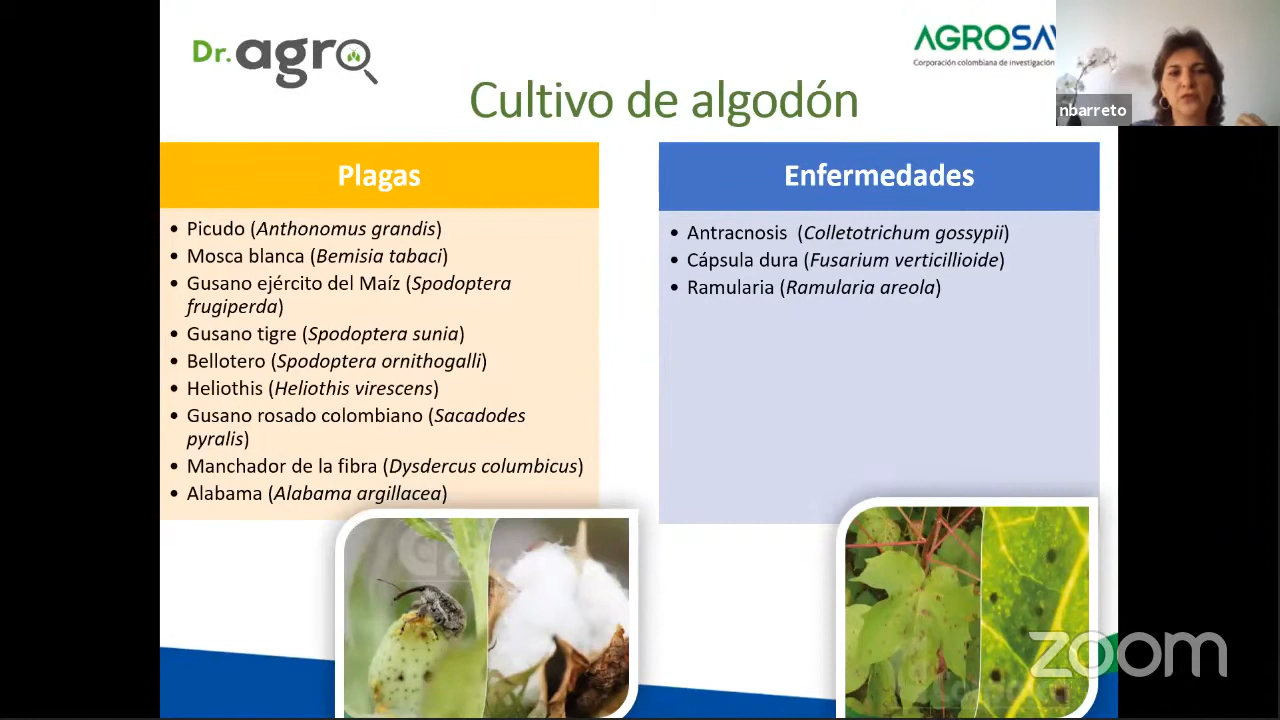 Dr.agro
AGROSAV
Corporación colombiana de investigación
nbarreto
Cultivo de algodón
Plagas
• Picudo (Anthonomus grandis)
• Mosca blanca (Bemisia tabaci)
• Gusano ejército del Maíz (Spodoptera
frugiperda)
• Gusano tigre (Spodoptera sunia)
• Bellotero (Spodoptera ornithogalli)
• Heliothis (Heliothis virescens)
• Gusano rosado colombiano (Sacadodes
pyralis)
• Manchador de la fibra (Dysdercus columbicus)
• Alabama (Alabama argillacea)
Enfermedades
• Antracnosis (Colletotrichum gossypii)
• Cápsula dura (Fusarium verticillioide)
• Ramularia (Ramularia areola)
zoom